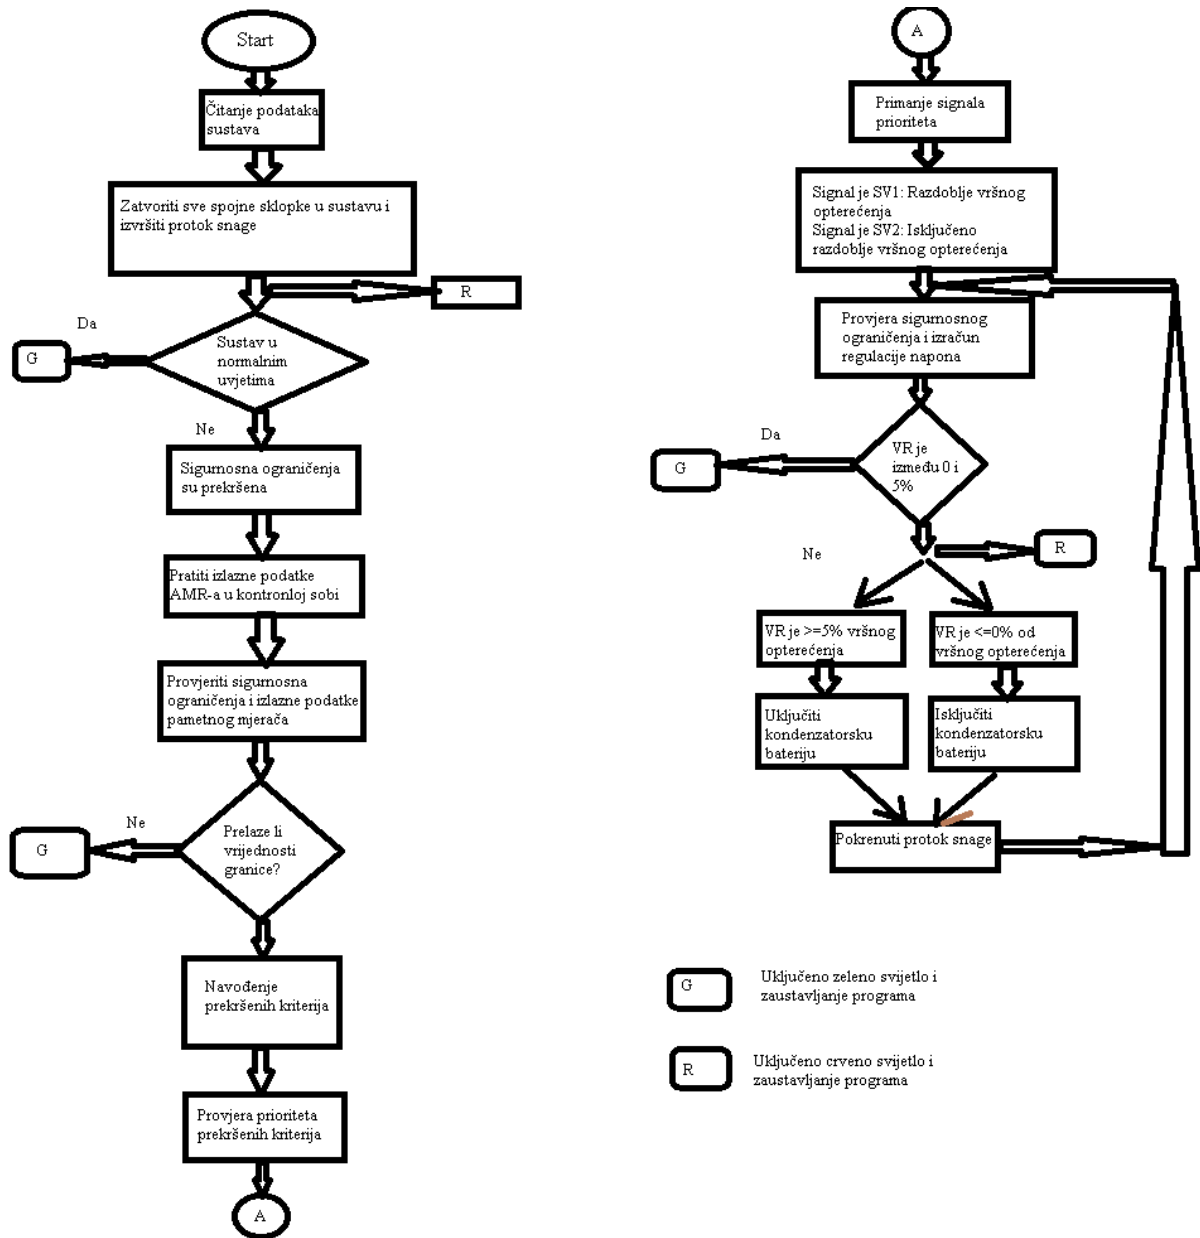 Start
Čitanje podataka
sustava
Zatvoriti sve spojne sklopke u sustavu i
izvršiti protok snage
R
Da
G
Sustav u
normalnim
uvjetima
Ne
Sigurnosna ograničenja
su prekršena
Pratiti izlazne podatke
AMR-a u kontronloj sobi
Provjeriti sigurnosna
ograničenja i izlazne podatke
pametnog mjerača
Ne
G
Prelaze li
vrijednosti
granice?
Navođenje
prekršenih kriterija
Provjera prioriteta
prekršenih kriterija
A
A
Primanje signala
prioriteta
Signal je SV1: Razdoblje vršnog
opterećenja
Signal je SV2: Isključeno
razdoblje vršnog opterećenja
Provjera sigurnosnog
ograničenja i izračun
regulacije napona
Da
G
VR je
između 0 i
5%
Ne
R
VR je >=5% vršnog
opterećenja
VR je <=0% od
vršnog opterećenja
Uključiti
kondenzatorsku
bateriju
Isključiti
kondenzatorsku
bateriju
Pokrenuti protok snage
G
Uključeno zeleno svijetlo i
zaustavljanje programa
R
Uključeno crveno svijetlo i
zaustavljanje programa